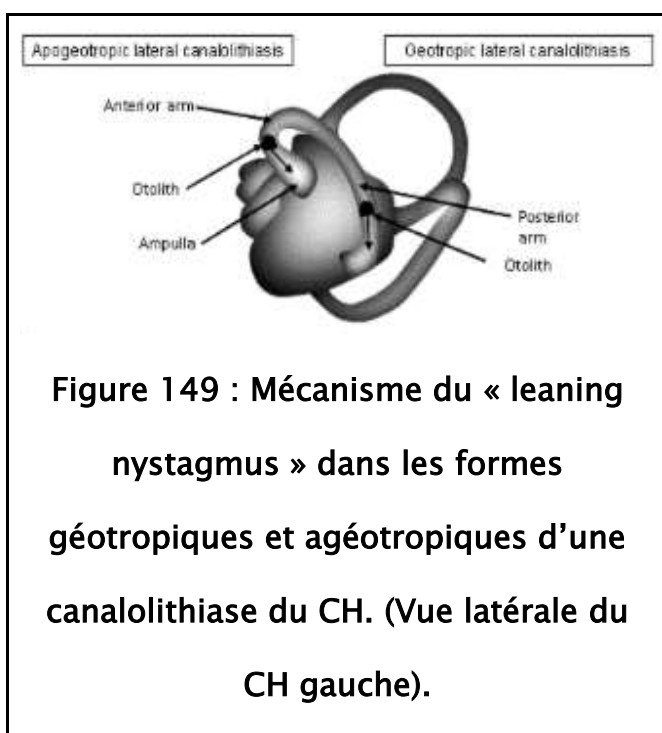 Apogeotropic lateral canalolithiasis
Geotropic lateral canalolithiasis
Anterior arm
Otolith
Ampulla
Posterior
arm
Otolith
Figure 149 : Mécanisme du « leaning
nystagmus » dans les formes
géotropiques et agéotropiques d’une
canalolithiase du CH. (Vue latérale du
CH gauche).